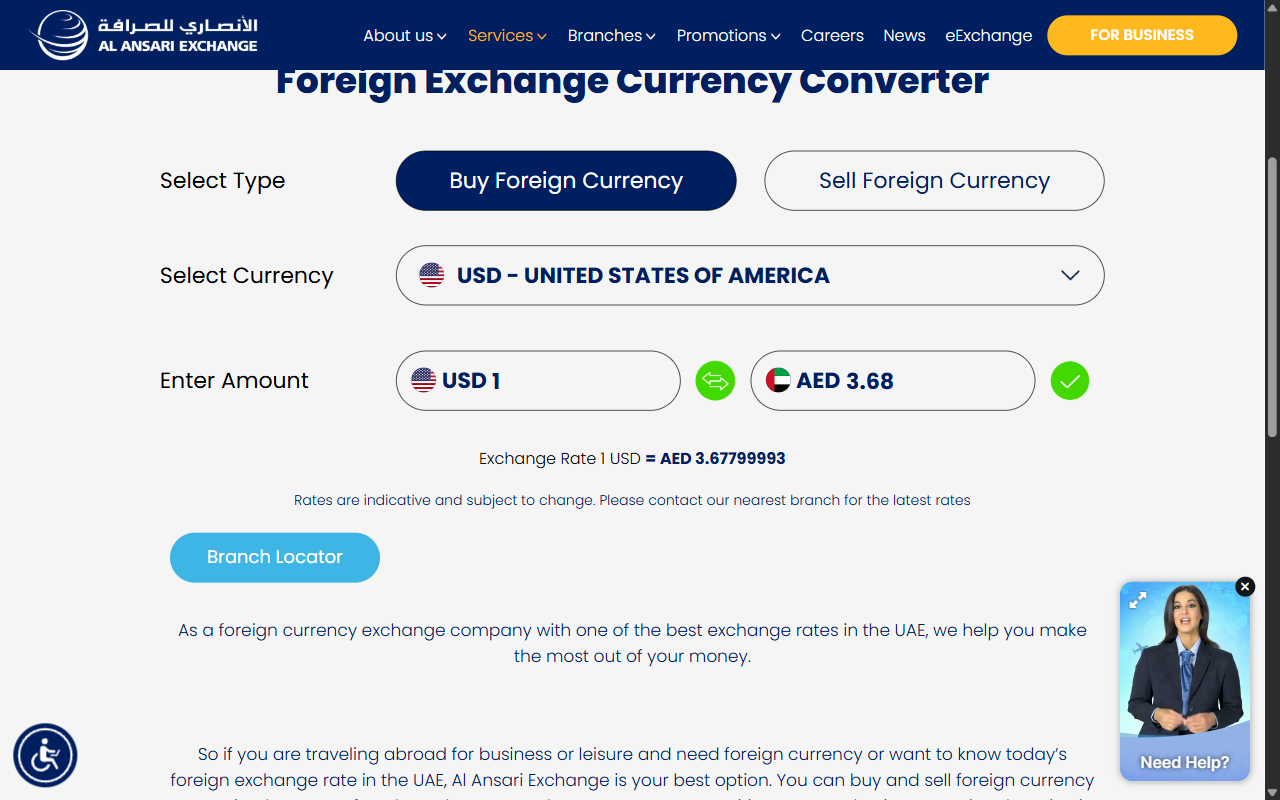 الأنصاري للصرافة
AL ANSARI EXCHANGE
About us
Services
Branches
Promotions
Careers
News
eExchange
FOR BUSINESS
Foreign Exchange Currency Converter
Select Type
Buy Foreign Currency
Sell Foreign Currency
Select Currency
USD - UNITED STATES OF AMERICA
Enter Amount
USD 1
AED 3.68
Exchange Rate 1 USD = AED 3.67799993
Rates are indicative and subject to change. Please contact our nearest branch for the latest rates
Branch Locator
As a foreign currency exchange company with one of the best exchange rates in the UAE, we help you make
the most out of your money.
Need Help?
So if you are traveling abroad for business or leisure and need foreign currency or want to know today's
foreign exchange rate in the UAE, Al Ansari Exchange is your best option. You can buy and sell foreign currency